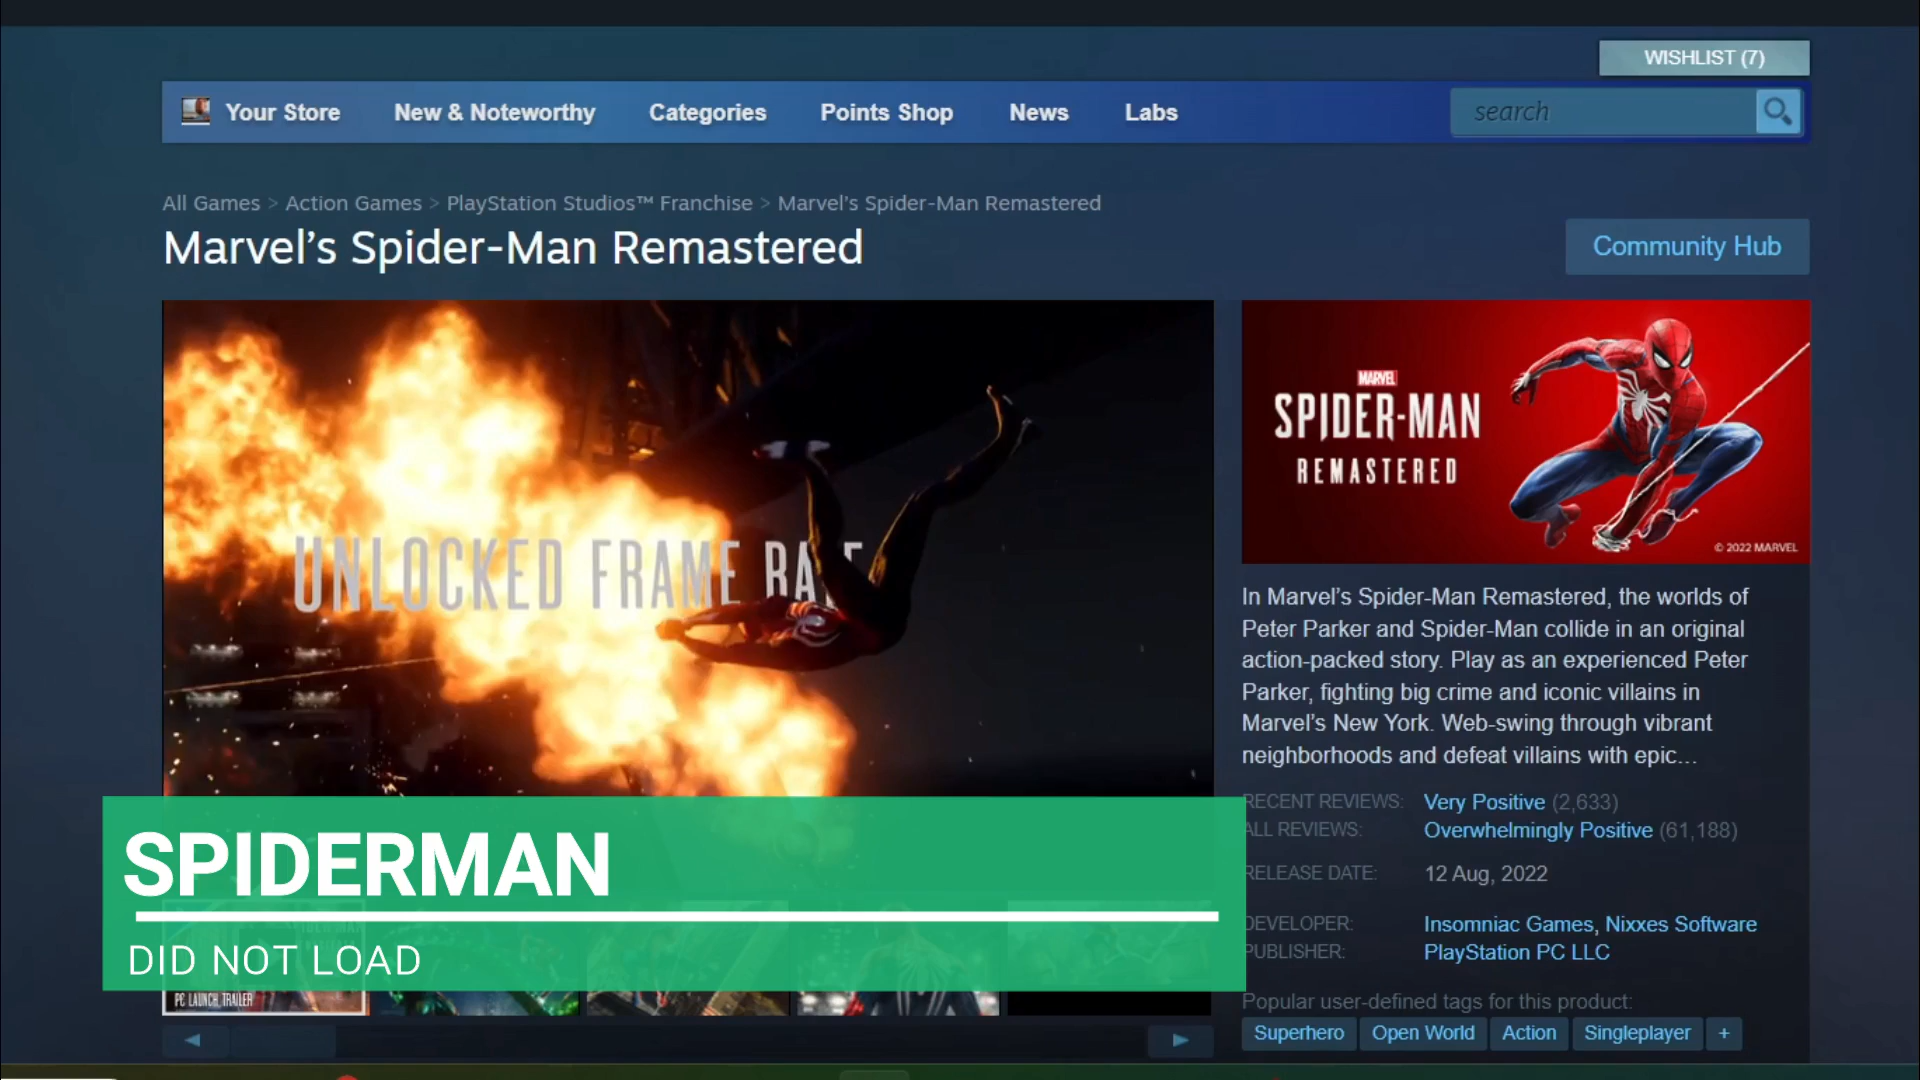 WISHLIST (7)
Your Store New & Noteworthy Categories Points Shop News Labs search
All Games > Action Games > PlayStation Studios™ Franchise > Marvel's Spider-Man Remastered
Marvel’s Spider-Man Remastered
Community Hub
UNLOCKED FRAME RATE
MARVEL
SPIDER-MAN
REMASTERED
© 2022 MARVEL
In Marvel’s Spider-Man Remastered, the worlds of
Peter Parker and Spider-Man collide in an original
action-packed story. Play as an experienced Peter
Parker, fighting big crime and iconic villains in
Marvel’s New York. Web-swing through vibrant
neighborhoods and defeat villains with epic...
RECENT REVIEWS: Very Positive (2,633)
ALL REVIEWS: Overwhelmingly Positive (61,188)
RELEASE DATE: 12 Aug, 2022
DEVELOPER: Insomniac Games, Nixxes Software
PUBLISHER: PlayStation PC LLC
Popular user-defined tags for this product:
Superhero Open World Action Singleplayer +
SPIDERMAN
DID NOT LOAD
PC LAUNCH TRAILER